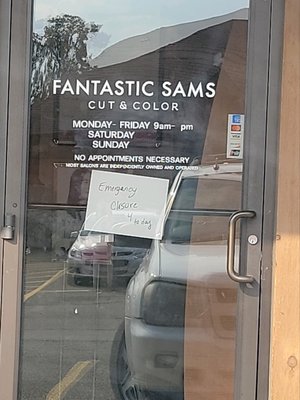 FANTASTIC SAMS
CUT & COLOR
MONDAY- FRIDAY 9am- pm
SATURDAY
SUNDAY
NO APPOINTMENTS NECESSARY
MOST SALONS ARE INDEPENDENTLY OWNED AND OPERATED
Emergency
closure
4 today